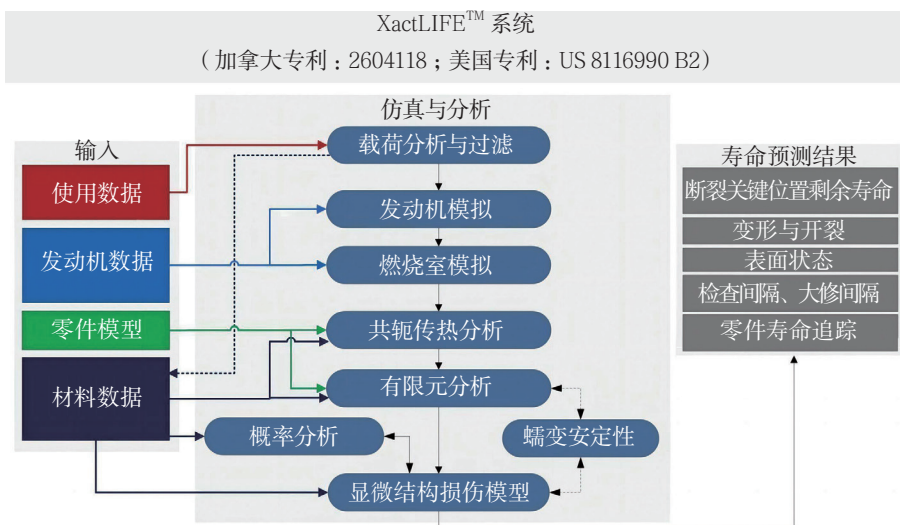 XactLIFE™ 系统
（加拿大专利：2604118；美国专利：US 8116990 B2）
仿真与分析
输入
使用数据
发动机数据
零件模型
材料数据
载荷分析与过滤
发动机模拟
燃烧室模拟
共轭传热分析
有限元分析
概率分析
蠕变安定性
显微结构损伤模型
寿命预测结果
断裂关键位置剩余寿命
变形与开裂
表面状态
检查间隔、大修间隔
零件寿命追踪